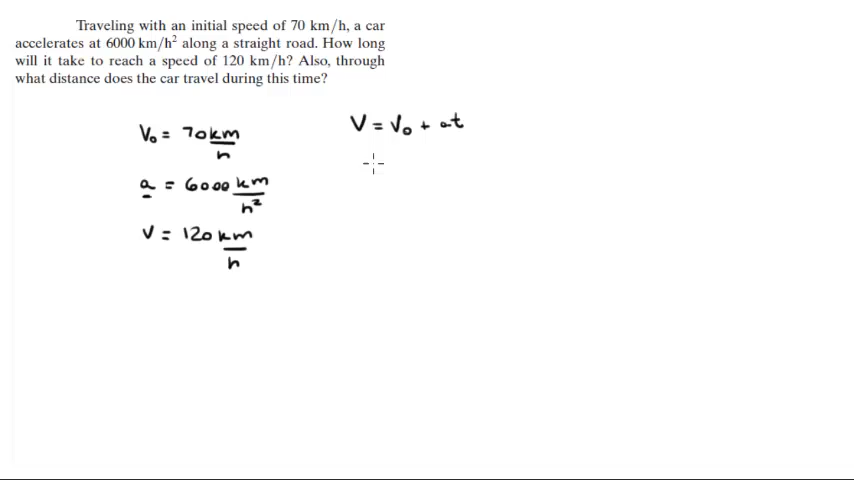 Traveling with an initial speed of 70 km/h, a car
accelerates at 6000 km/h² along a straight road. How long
will it take to reach a speed of 120 km/h? Also, through
what distance does the car travel during this time?
V₀ = 70 km/h
V = V₀ + at
a = 6000 km/h²
V = 120 km/h